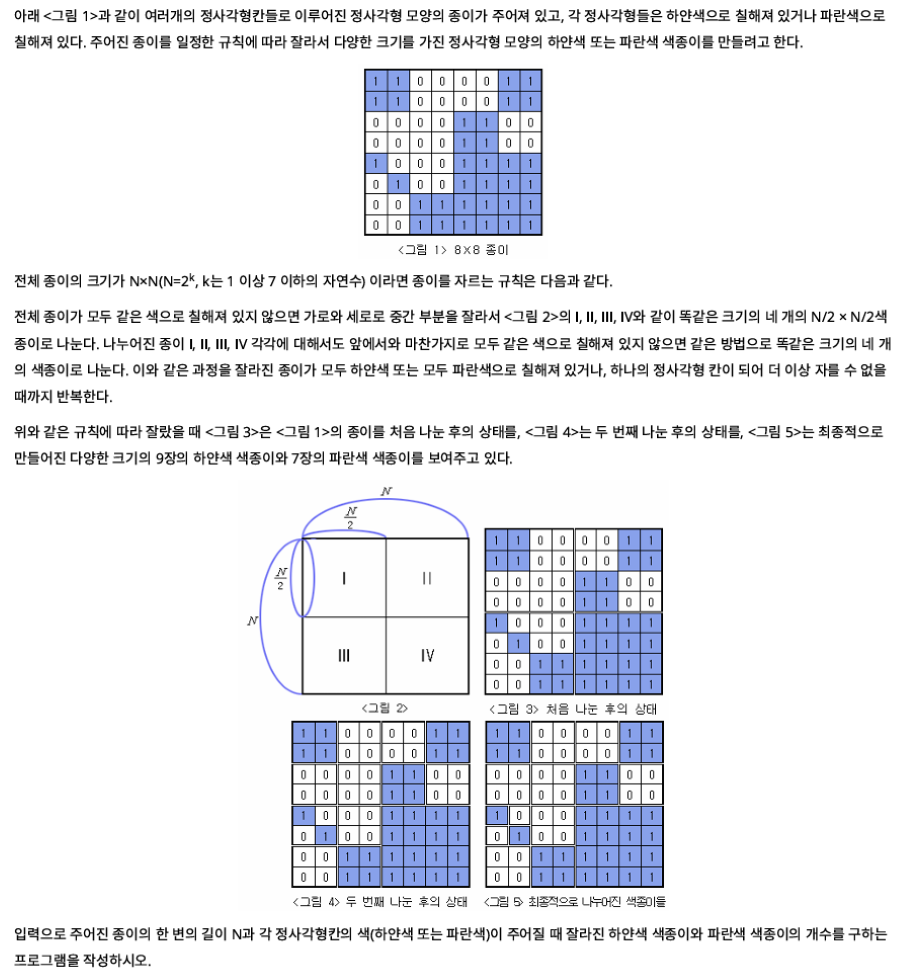 아래 <그림 1>과 같이 여러개의 정사각형칸들로 이루어진 정사각형 모양의 종이가 주어져 있고, 각 정사각형들은 하얀색으로 칠해져 있거나 파란색으로
칠해져 있다. 주어진 종이를 일정한 규칙에 따라 잘라서 다양한 크기를 가진 정사각형 모양의 하얀색 또는 파란색 색종이를 만들려고 한다.
1 1 0 0 0 0 1 1
1 1 0 0 0 0 1 1
0 0 0 0 1 1 0 0
0 0 0 0 1 1 0 0
1 0 0 0 1 1 1 1
0 1 0 0 1 1 1 1
0 0 1 1 1 1 1 1
0 0 1 1 1 1 1 1
<그림 1> 8×8 종이
전체 종이의 크기가 N×N(N=2ᵏ, k는 1 이상 7 이하의 자연수) 이라면 종이를 자르는 규칙은 다음과 같다.
전체 종이가 모두 같은 색으로 칠해져 있지 않으면 가로와 세로로 중간 부분을 잘라서 <그림 2>의 I, II, III, IV와 같이 똑같은 크기의 네 개의 N/2 × N/2색
종이로 나눈다. 나누어진 종이 I, II, III, IV 각각에 대해서도 앞에서와 마찬가지로 모두 같은 색으로 칠해져 있지 않으면 같은 방법으로 똑같은 크기의 네 개
의 색종이로 나눈다. 이와 같은 과정을 잘라진 종이가 모두 하얀색 또는 모두 파란색으로 칠해져 있거나, 하나의 정사각형 칸이 되어 더 이상 자를 수 없을
때까지 반복한다.
위와 같은 규칙에 따라 잘랐을 때 <그림 3>은 <그림 1>의 종이를 처음 나눈 후의 상태를, <그림 4>는 두 번째 나눈 후의 상태를, <그림 5>는 최종적으로
만들어진 다양한 크기의 9장의 하얀색 색종이와 7장의 파란색 색종이를 보여주고 있다.
N
N/2
N/2
N
I II
III IV
<그림 2>
1 1 0 0 0 0 1 1
1 1 0 0 0 0 1 1
0 0 0 0 1 1 0 0
0 0 0 0 1 1 0 0
1 0 0 0 1 1 1 1
0 1 0 0 1 1 1 1
0 0 1 1 1 1 1 1
0 0 1 1 1 1 1 1
<그림 3> 처음 나눈 후의 상태
1 1 0 0 0 0 1 1
1 1 0 0 0 0 1 1
0 0 0 0 1 1 0 0
0 0 0 0 1 1 0 0
1 0 0 0 1 1 1 1
0 1 0 0 1 1 1 1
0 0 1 1 1 1 1 1
0 0 1 1 1 1 1 1
<그림 4> 두 번째 나눈 후의 상태
1 1 0 0 0 0 1 1
1 1 0 0 0 0 1 1
0 0 0 0 1 1 0 0
0 0 0 0 1 1 0 0
1 0 0 0 1 1 1 1
0 1 0 0 1 1 1 1
0 0 1 1 1 1 1 1
0 0 1 1 1 1 1 1
<그림 5> 최종적으로 나누어진 색종이들
입력으로 주어진 종이의 한 변의 길이 N과 각 정사각형칸의 색(하얀색 또는 파란색)이 주어질 때 잘라진 하얀색 색종이와 파란색 색종이의 개수를 구하는
프로그램을 작성하시오.